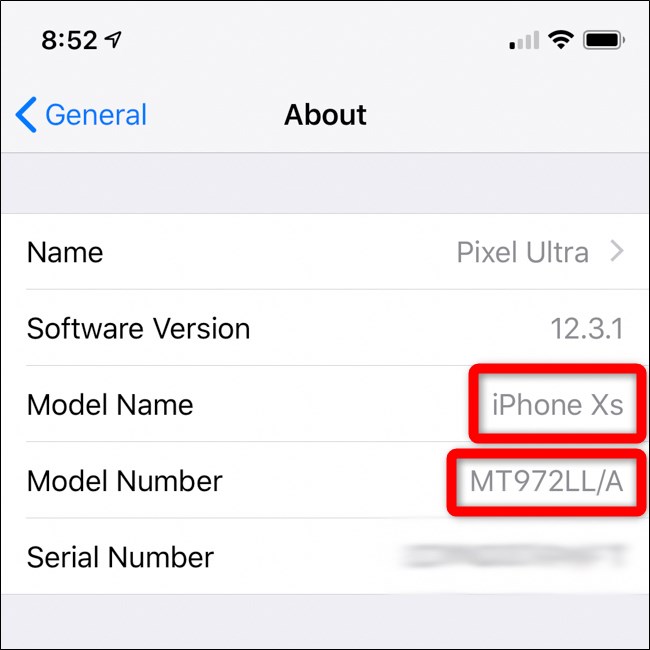 8:52
General
About
Name Pixel Ultra
Software Version 12.3.1
Model Name iPhone Xs
Model Number MT972LL/A
Serial Number